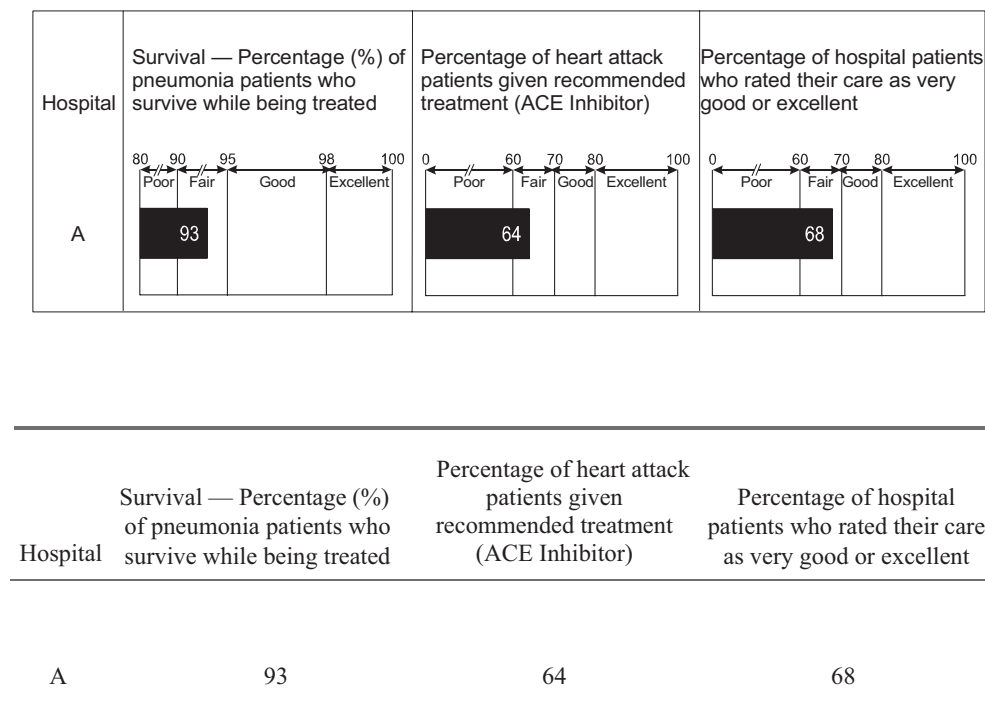 Hospital
Survival — Percentage (%) of
pneumonia patients who
survive while being treated
Percentage of heart attack
patients given recommended
treatment (ACE Inhibitor)
Percentage of hospital patients
who rated their care as very
good or excellent
80 90 95 98 100
Poor Fair Good Excellent
0 60 70 80 100
Poor Fair Good Excellent
0 60 70 80 100
Poor Fair Good Excellent
A 93 64 68
Hospital
Survival — Percentage (%)
of pneumonia patients who
survive while being treated
Percentage of heart attack
patients given
recommended treatment
(ACE Inhibitor)
Percentage of hospital
patients who rated their care
as very good or excellent
A 93 64 68